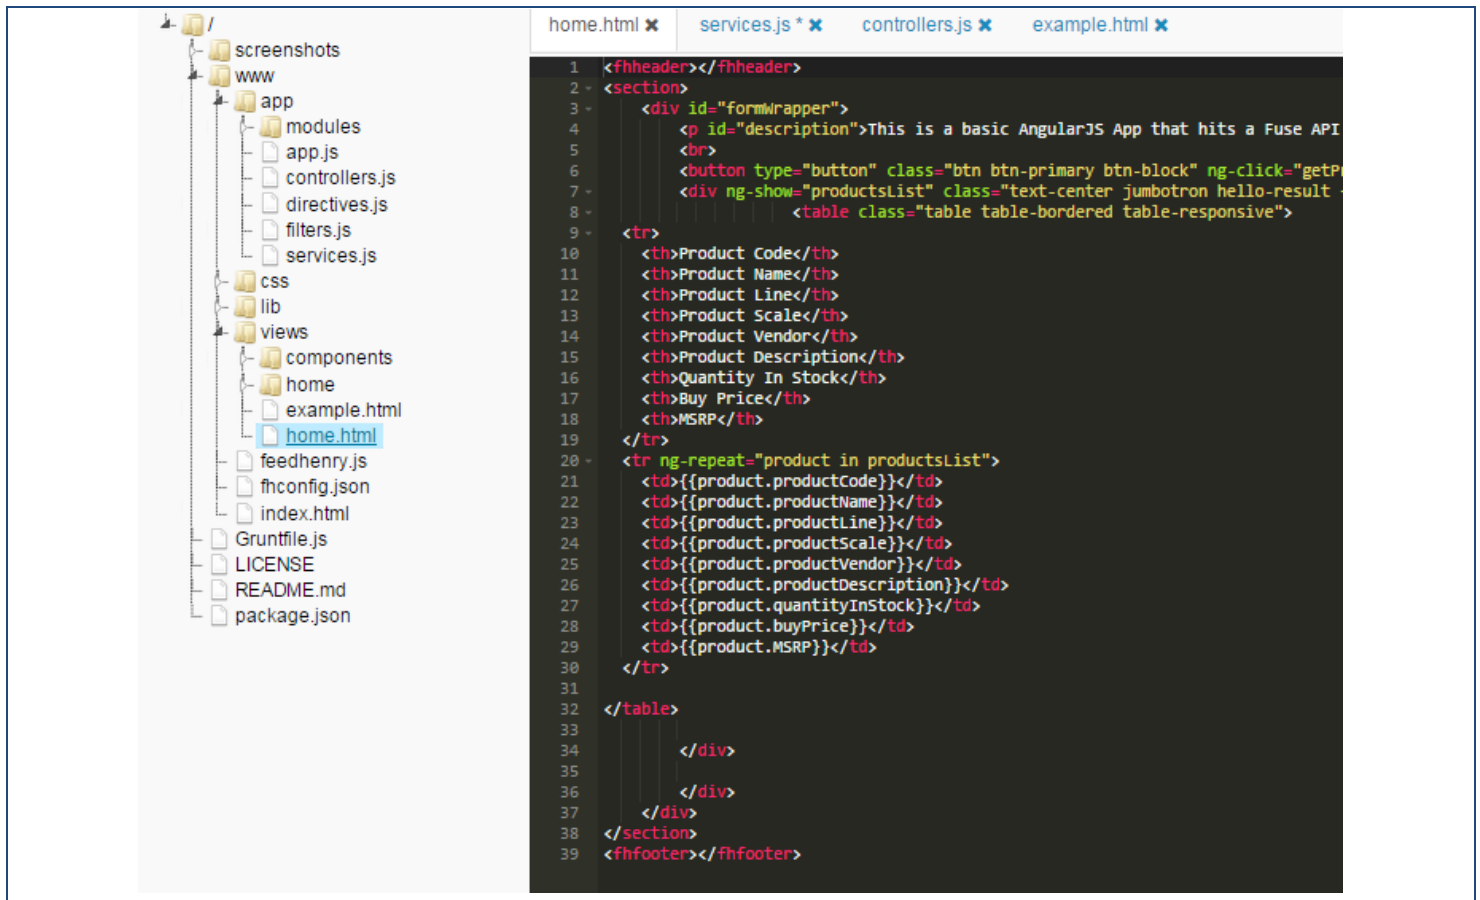 /
screenshots
www
app
modules
app.js
controllers.js
directives.js
filters.js
services.js
css
lib
views
components
home
example.html
home.html
feedhenry.js
fhconfig.json
index.html
Gruntfile.js
LICENSE
README.md
package.json
home.html ✖ services.js * ✖ controllers.js ✖ example.html ✖
1 <fhheader></fhheader>
2 <section>
3 <div id="formWrapper">
4 <p id="description">This is a basic AngularJS App that hits a Fuse API
5 <br>
6 <button type="button" class="btn btn-primary btn-block" ng-click="getP
7 <div ng-show="productsList" class="text-center jumbotron hello-result
8 <table class="table table-bordered table-responsive">
9 <tr>
10 <th>Product Code</th>
11 <th>Product Name</th>
12 <th>Product Line</th>
13 <th>Product Scale</th>
14 <th>Product Vendor</th>
15 <th>Product Description</th>
16 <th>Quantity In Stock</th>
17 <th>Buy Price</th>
18 <th>MSRP</th>
19 </tr>
20 <tr ng-repeat="product in productsList">
21 <td>{{product.productCode}}</td>
22 <td>{{product.productName}}</td>
23 <td>{{product.productLine}}</td>
24 <td>{{product.productScale}}</td>
25 <td>{{product.productVendor}}</td>
26 <td>{{product.productDescription}}</td>
27 <td>{{product.quantityInStock}}</td>
28 <td>{{product.buyPrice}}</td>
29 <td>{{product.MSRP}}</td>
30 </tr>
31
32 </table>
33
34 </div>
35
36 </div>
37 </div>
38 </section>
39 <fhfooter></fhfooter>